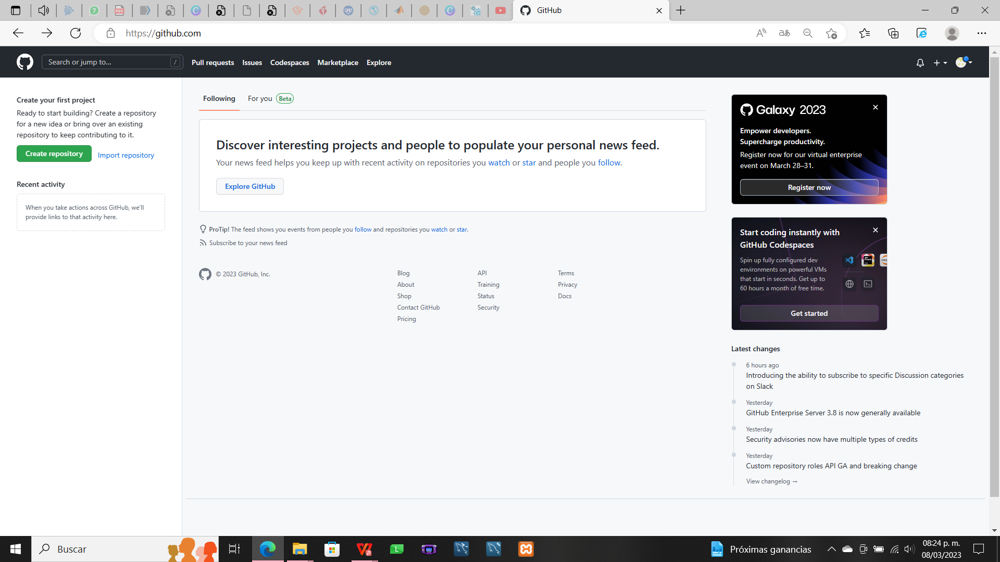 GitHub
https://github.com
Search or jump to...
/
Pull requests
Issues
Codespaces
Marketplace
Explore
Create your first project
Ready to start building? Create a repository
for a new idea or bring over an existing
repository to keep contributing to it.
Create repository
Import repository
Recent activity
When you take actions across GitHub, we'll
provide links to that activity here.
Following
For you Beta
Discover interesting projects and people to populate your personal news feed.
Your news feed helps you keep up with recent activity on repositories you watch or star and people you follow.
Explore GitHub
ProTip! The feed shows you events from people you follow and repositories you watch or star.
Subscribe to your news feed
© 2023 GitHub, Inc.
Blog
About
Shop
Contact GitHub
Pricing
API
Training
Status
Security
Terms
Privacy
Docs
Galaxy 2023
Empower developers.
Supercharge productivity.
Register now for our virtual enterprise
event on March 28–31.
Register now
Start coding instantly with
GitHub Codespaces
Spin up fully configured dev
environments on powerful VMs
that start in seconds. Get up to
60 hours a month of free time.
Get started
Latest changes
6 hours ago
Introducing the ability to subscribe to specific Discussion categories
on Slack
Yesterday
GitHub Enterprise Server 3.8 is now generally available
Yesterday
Security advisories now have multiple types of credits
Yesterday
Custom repository roles API GA and breaking change
View changelog →
Buscar
Próximas ganancias
08:24 p. m.
08/03/2023